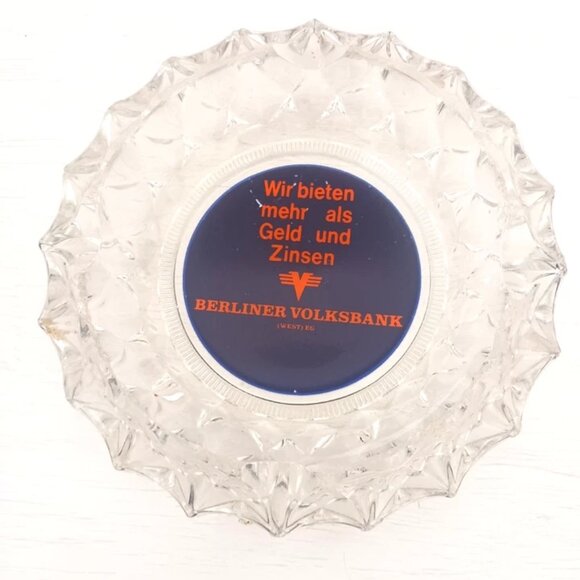 Wir bieten
mehr als
Geld und
Zinsen
BERLINER VOLKSBANK
(WEST) EG